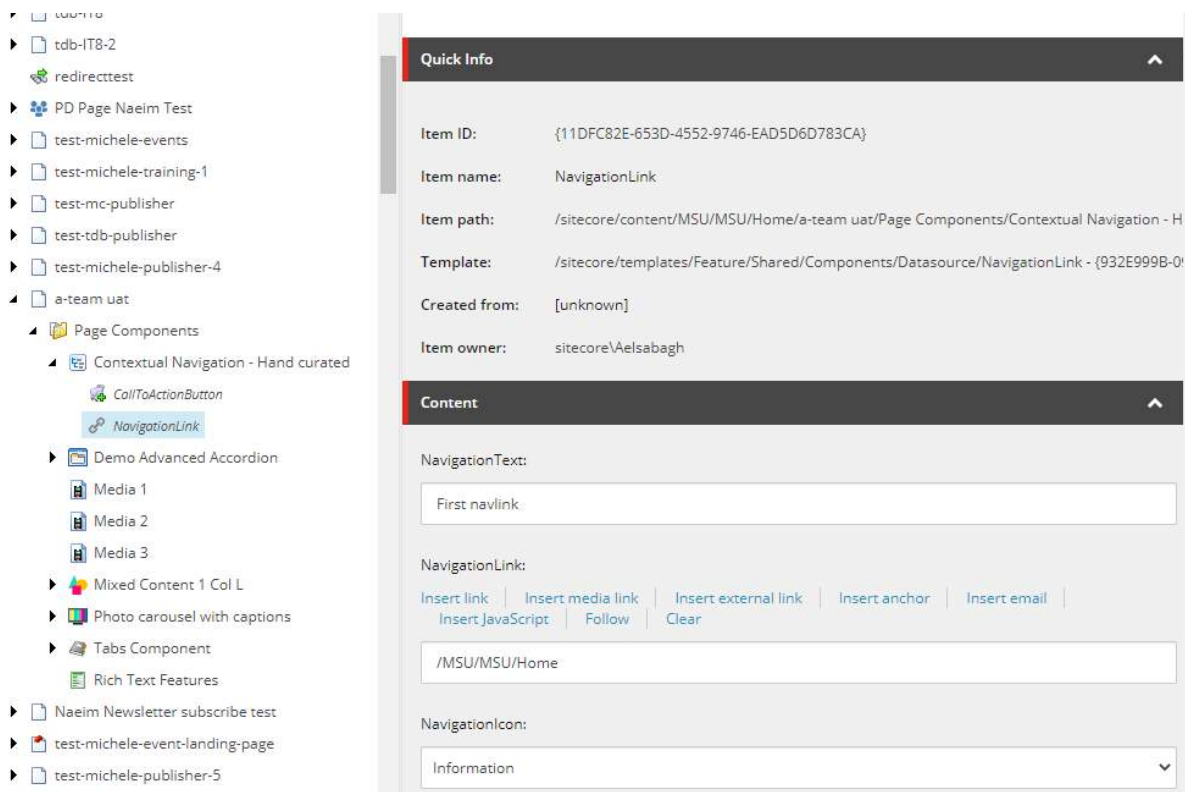 tdb-IT8
tdb-IT8-2
redirecttest
PD Page Naeim Test
test-michele-events
test-michele-training-1
test-mc-publisher
test-tdb-publisher
test-michele-publisher-4
a-team uat
Page Components
Contextual Navigation - Hand curated
CallToActionButton
NavigationLink
Demo Advanced Accordion
Media 1
Media 2
Media 3
Mixed Content 1 Col L
Photo carousel with captions
Tabs Component
Rich Text Features
Naeim Newsletter subscribe test
test-michele-event-landing-page
test-michele-publisher-5
Quick Info
Item ID: {11DFC82E-653D-4552-9746-EAD5D6D783CA}
Item name: NavigationLink
Item path: /sitecore/content/MSU/MSU/Home/a-team uat/Page Components/Contextual Navigation - H
Template: /sitecore/templates/Feature/Shared/Components/Datasource/NavigationLink - {932E999B-09
Created from: [unknown]
Item owner: sitecore\Aelsabagh
Content
NavigationText:
First navlink
NavigationLink:
Insert link Insert media link Insert external link Insert anchor Insert email
Insert JavaScript Follow Clear
/MSU/MSU/Home
NavigationIcon:
Information